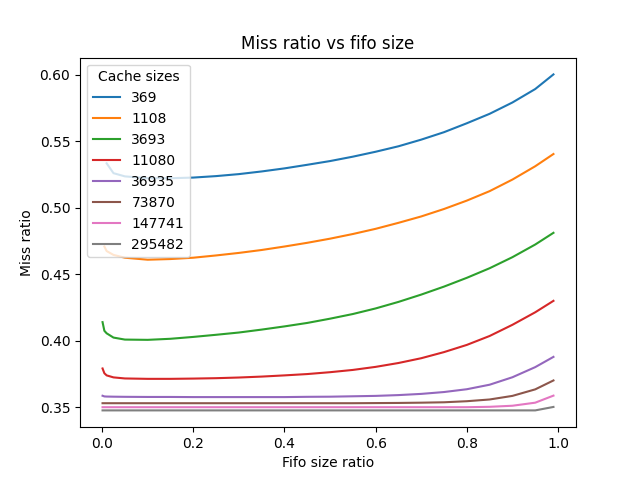 Miss ratio vs fifo size
Miss ratio
0.60
0.55
0.50
0.45
0.40
0.35
Cache sizes
369
1108
3693
11080
36935
73870
147741
295482
0.0 0.2 0.4 0.6 0.8 1.0
Fifo size ratio